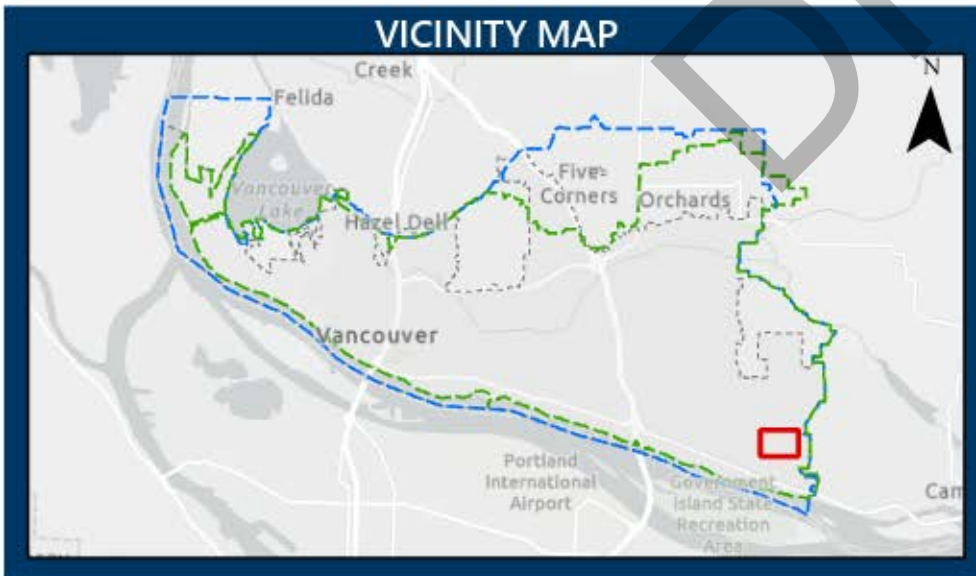 VICINITY MAP
Creek
N
Felida
Vancouver
Lake
Five
Corners
Orchards
Hazel Dell
Vancouver
Portland
International
Airport
Government
Island State
Recreation
Area
Cam